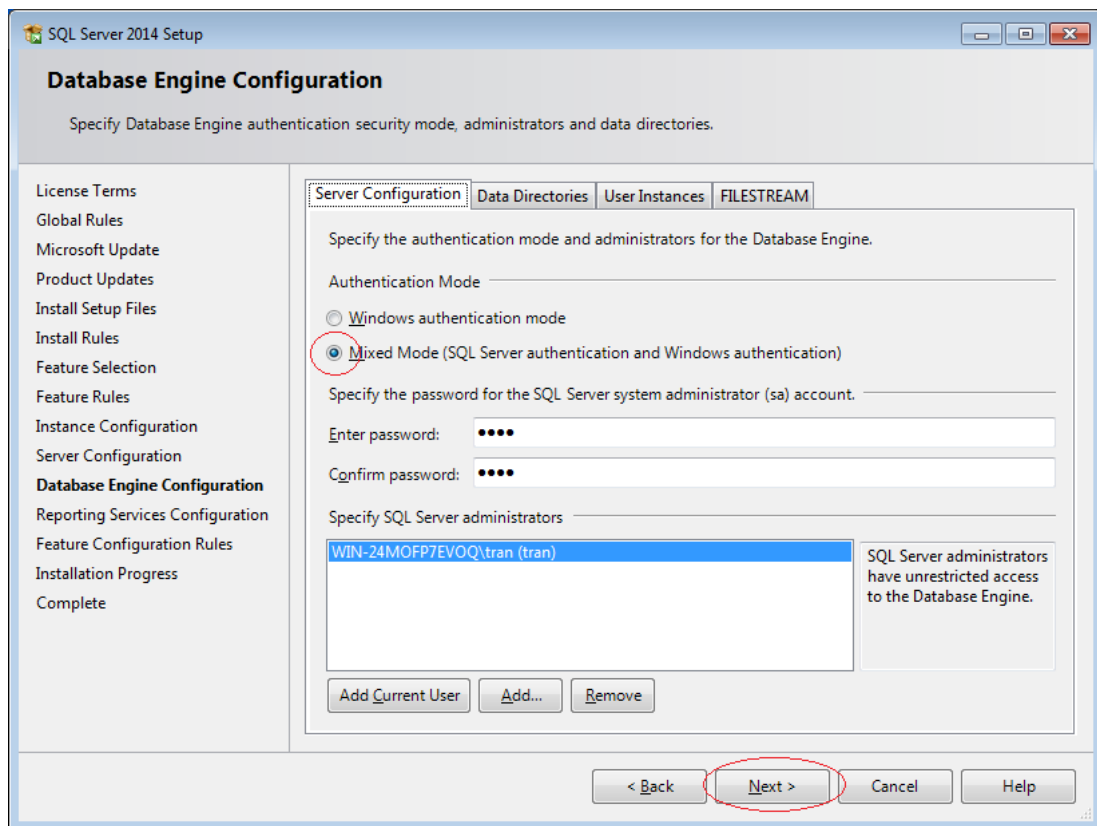 SQL Server 2014 Setup
Database Engine Configuration
Specify Database Engine authentication security mode, administrators and data directories.
License Terms
Global Rules
Microsoft Update
Product Updates
Install Setup Files
Install Rules
Feature Selection
Feature Rules
Instance Configuration
Server Configuration
Database Engine Configuration
Reporting Services Configuration
Feature Configuration Rules
Installation Progress
Complete
Server Configuration Data Directories User Instances FILESTREAM
Specify the authentication mode and administrators for the Database Engine.
Authentication Mode
Windows authentication mode
Mixed Mode (SQL Server authentication and Windows authentication)
Specify the password for the SQL Server system administrator (sa) account.
Enter password: ●●●●
Confirm password: ●●●●
Specify SQL Server administrators
WIN-24MOFP7EVOQ\tran (tran)
SQL Server administrators
have unrestricted access
to the Database Engine.
Add Current User Add... Remove
< Back Next > Cancel Help